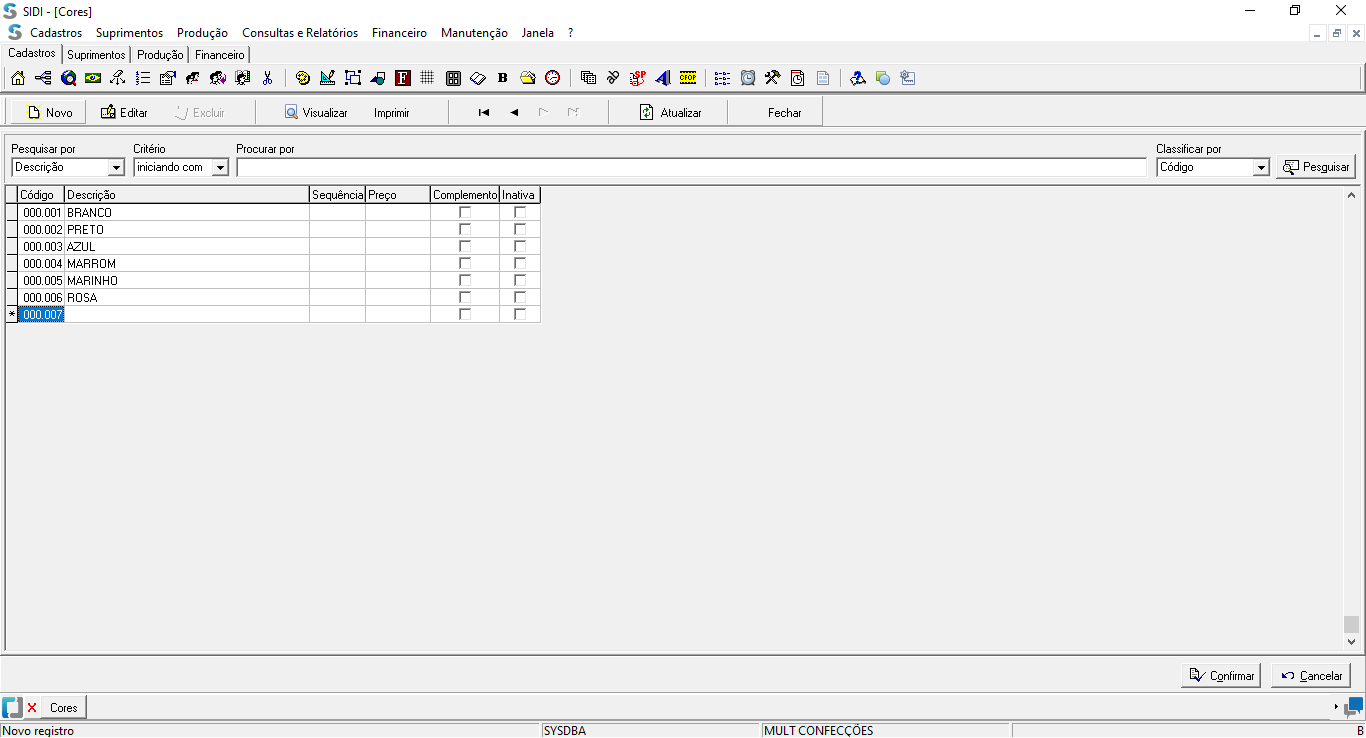 SIDI - [Cores]
Cadastros Suprimentos Produção Consultas e Relatórios Financeiro Manutenção Janela ?
Cadastros Suprimentos Produção Financeiro
F B SP CFOP
Novo Editar Excluir Visualizar Imprimir Atualizar Fechar
Pesquisar por Critério Procurar por Classificar por
Descrição iniciando com Código Pesquisar
Código Descrição Sequência Preço Complemento Inativa
000.001 BRANCO
000.002 PRETO
000.003 AZUL
000.004 MARROM
000.005 MARINHO
000.006 ROSA
* 000.007
Confirmar Cancelar
Cores
Novo registro SYSDBA MULT CONFECÇÕES B